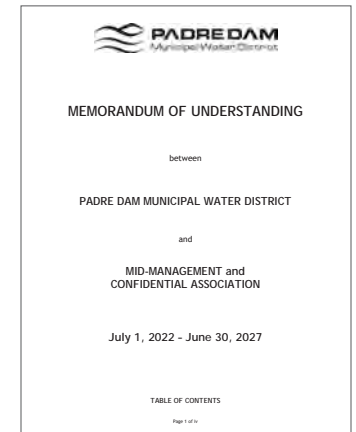 PADRE DAM
Municipal Water District
MEMORANDUM OF UNDERSTANDING
between
PADRE DAM MUNICIPAL WATER DISTRICT
and
MID-MANAGEMENT and
CONFIDENTIAL ASSOCIATION
July 1, 2022 - June 30, 2027
TABLE OF CONTENTS
Page 1 of iv